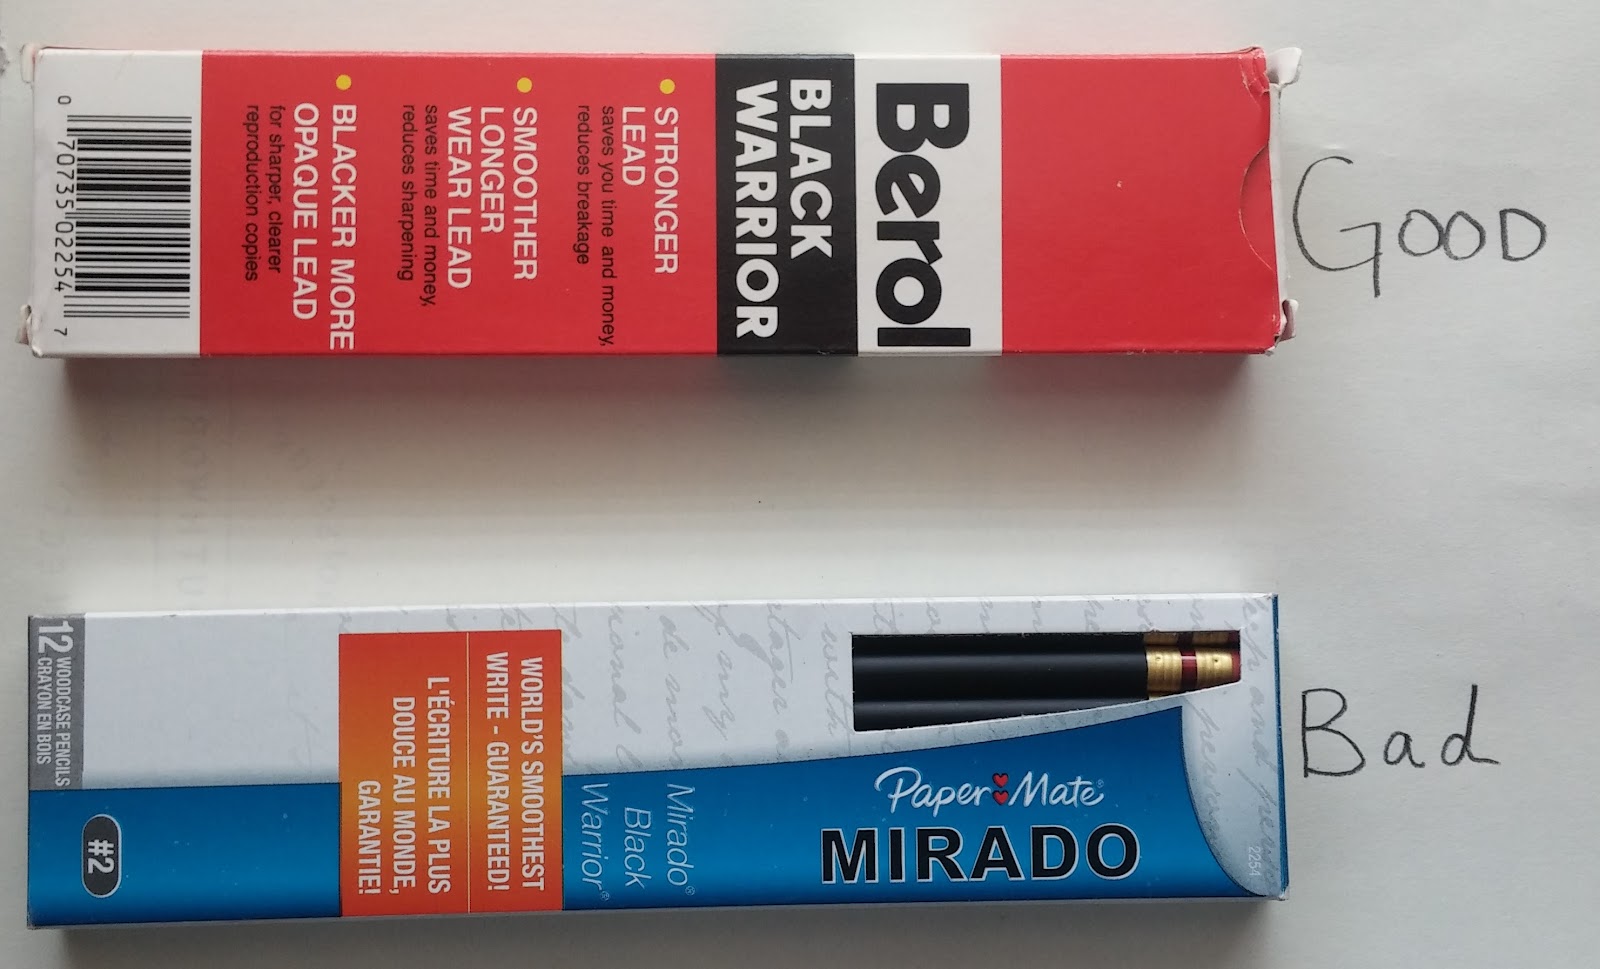 Berol
BLACK
WARRIOR
• STRONGER
LEAD
saves you time and money,
reduces breakage
• SMOOTHER
LONGER
WEAR LEAD
saves time and money,
reduces sharpening
• BLACKER MORE
OPAQUE LEAD
for sharper, clearer
reproduction copies
0 70735 02254 7
GOOD
Paper Mate®
MIRADO
Mirado®
Black
Warrior®
WORLD'S SMOOTHEST
WRITE - GUARANTEED!
L'ÉCRITURE LA PLUS
DOUCE AU MONDE,
GARANTIE!
12 WOODCASE PENCILS
CRAYON EN BOIS
#2
2254
Bad